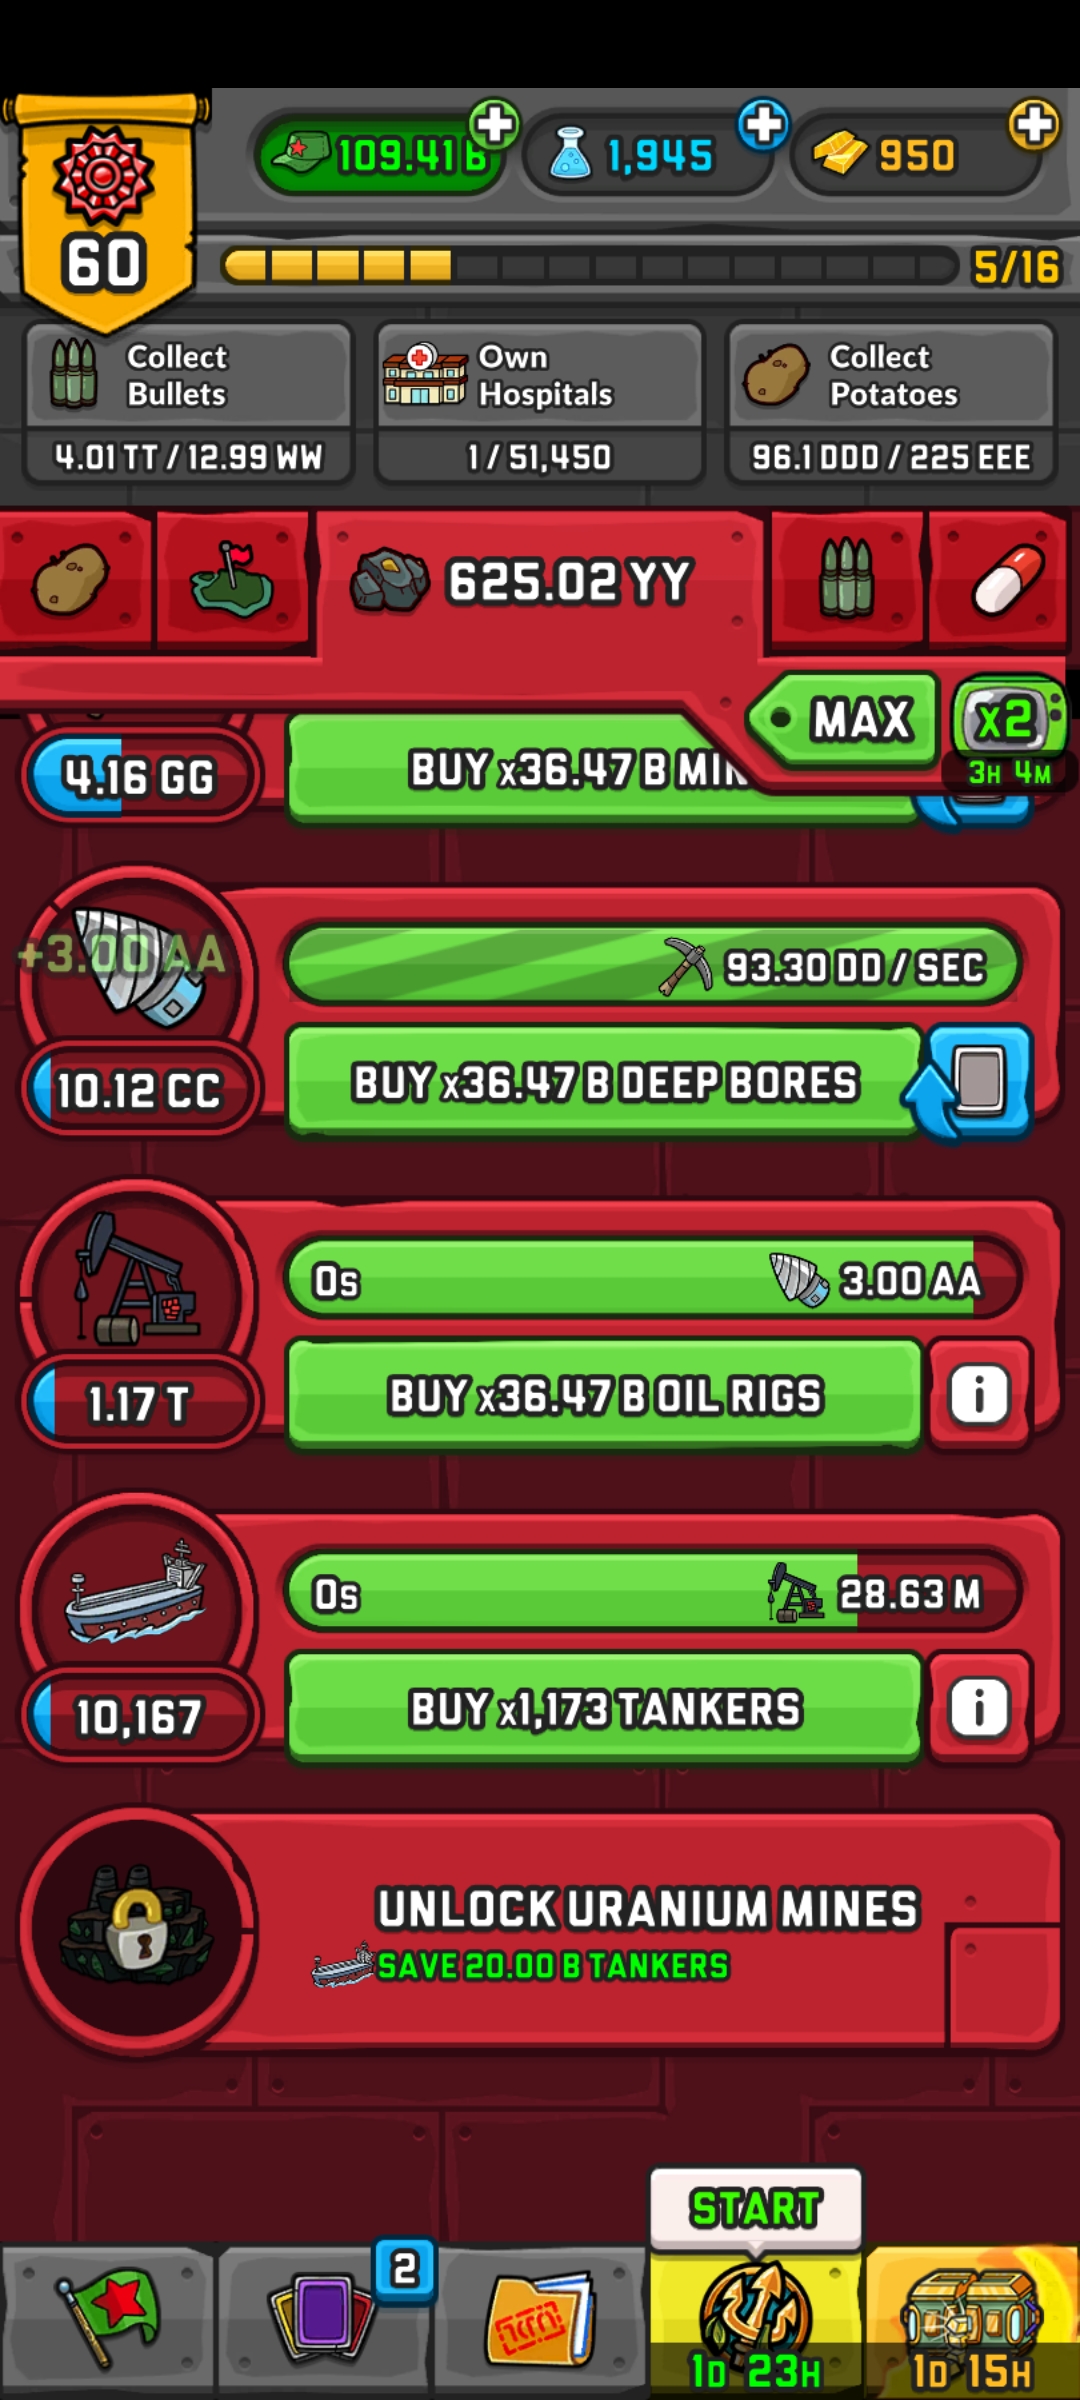 109.41 B
1,945
950
60
5/16
Collect
Bullets
Own
Hospitals
Collect
Potatoes
4.01 TT / 12.99 WW
1 / 51,450
96.1 DDD / 225 EEE
625.02 YY
MAX
x2
3H 4M
4.16 GG
BUY x36.47 B
+3.00 AA
93.30 DD / SEC
10.12 CC
BUY x36.47 B DEEP BORES
0s
3.00 AA
1.17 T
BUY x36.47 B OIL RIGS
0s
28.63 M
10,167
BUY x1,173 TANKERS
UNLOCK URANIUM MINES
SAVE 20.00 B TANKERS
START
2
1D 23H
1D 15H